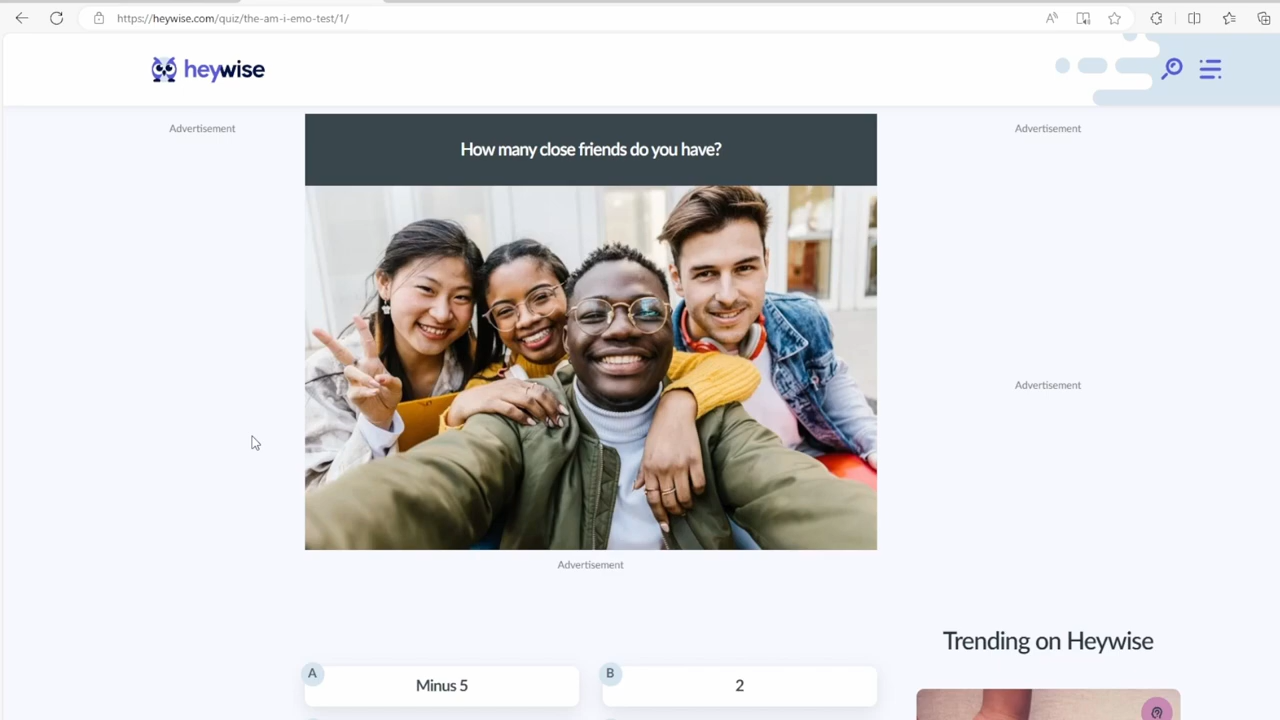 https://heywise.com/quiz/the-am-i-emo-test/1/
heywise
Advertisement
How many close friends do you have?
Advertisement
Advertisement
Advertisement
Trending on Heywise
A
Minus 5
B
2